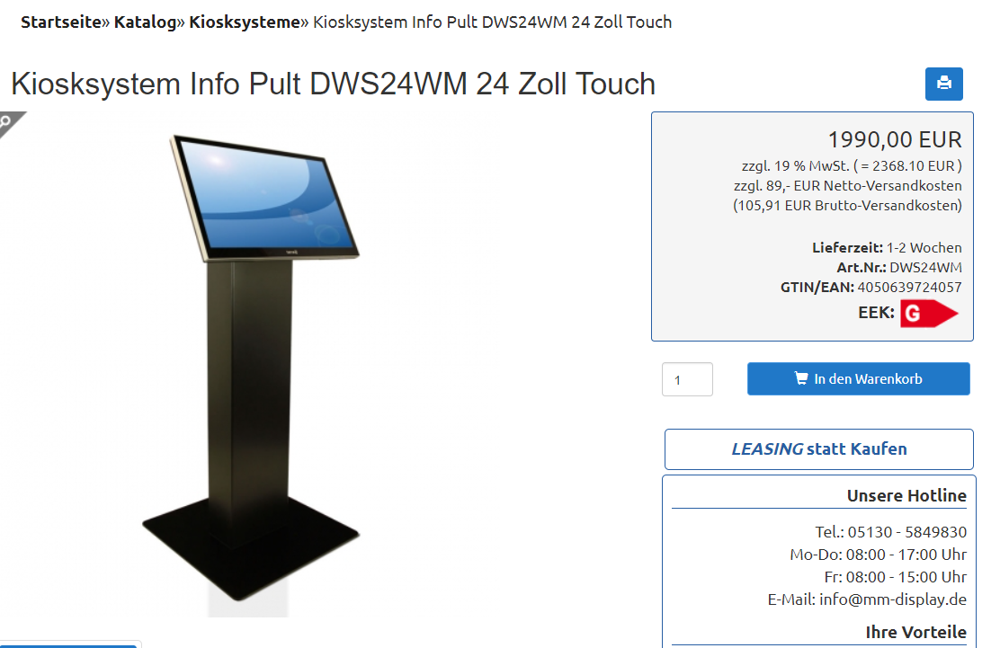 Startseite» Katalog» Kiosksysteme» Kiosksystem Info Pult DWS24WM 24 Zoll Touch
Kiosksystem Info Pult DWS24WM 24 Zoll Touch
1990,00 EUR
zzgl. 19 % MwSt. ( = 2368.10 EUR )
zzgl. 89,- EUR Netto-Versandkosten
(105,91 EUR Brutto-Versandkosten)
Lieferzeit: 1-2 Wochen
Art.Nr.: DWS24WM
GTIN/EAN: 4050639724057
EEK: G
1
In den Warenkorb
LEASING statt Kaufen
Unsere Hotline
Tel.: 05130 - 5849830
Mo-Do: 08:00 - 17:00 Uhr
Fr: 08:00 - 15:00 Uhr
E-Mail: info@mm-display.de
Ihre Vorteile